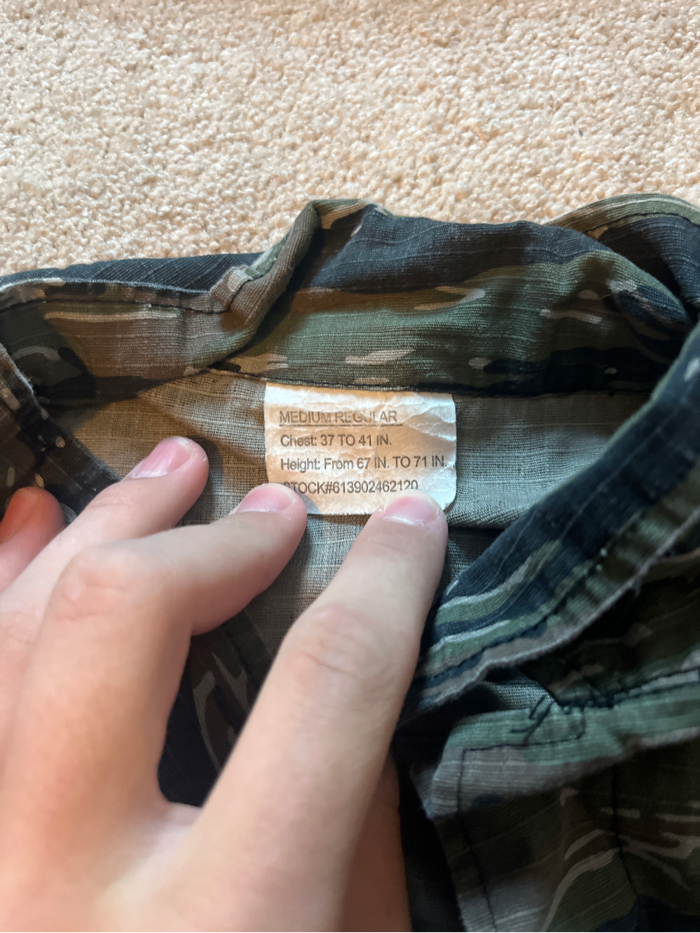 MEDIUM REGULAR
Chest: 37 TO 41 IN.
Height: From 67 IN. TO 71 IN.
STOCK#613902462120